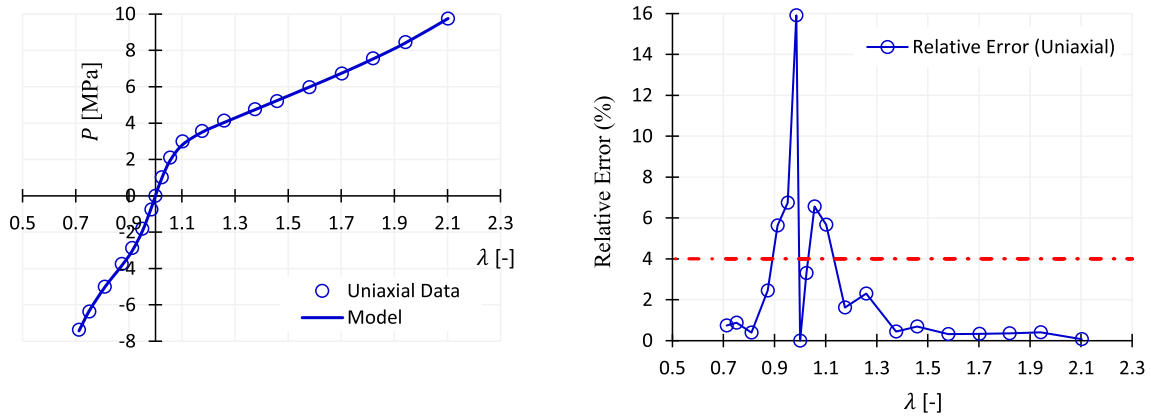 10
8
6
4
2
0
-2
-4
-6
-8
P [MPa]
0.5 0.7 0.9 1.1 1.3 1.5 1.7 1.9 2.1 2.3
λ [-]
Uniaxial Data
Model
16
14
12
10
8
6
4
2
0
Relative Error (%)
Relative Error (Uniaxial)
0.5 0.7 0.9 1.1 1.3 1.5 1.7 1.9 2.1 2.3
λ [-]